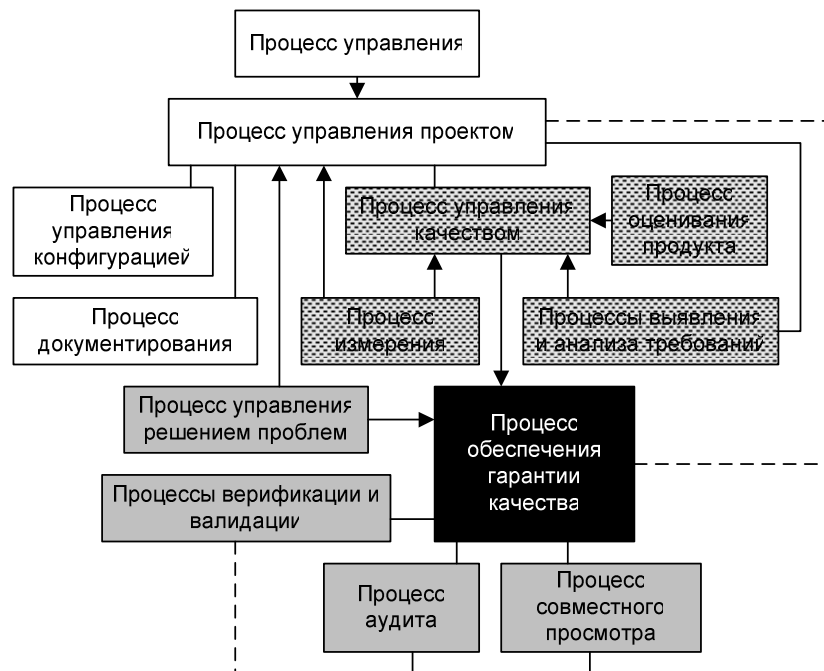 Процесс управления
Процесс управления проектом
Процесс
управления
конфигурацией
Процесс управления
качеством
Процесс
оценивания
продукта
Процесс
документирования
Процесс
измерения
Процессы выявления
и анализа требований
Процесс управления
решением проблем
Процесс
обеспечения
гарантии
качества
Процессы верификации и
валидации
Процесс
аудита
Процесс
совместного
просмотра